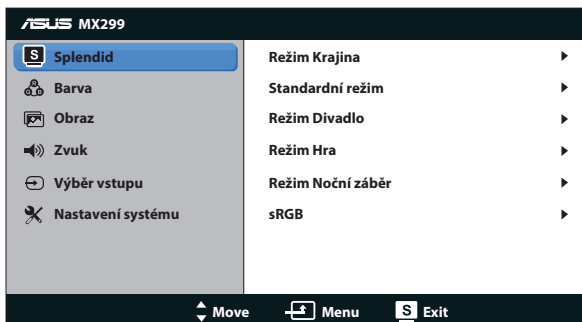 ASUS MX299
S Splendid
Barva
Obraz
Zvuk
Výběr vstupu
Nastavení systému
Režim Krajina
Standardní režim
Režim Divadlo
Režim Hra
Režim Noční záběr
sRGB
Move Menu S Exit